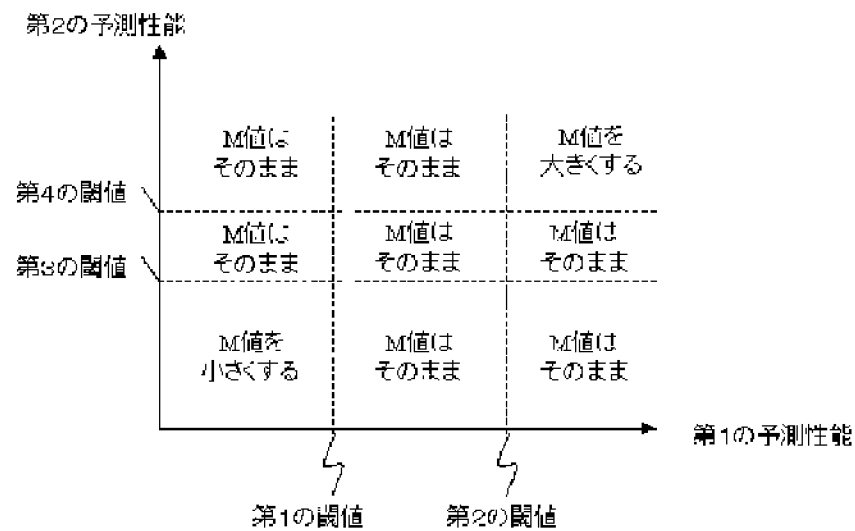 第2の予測性能
M値は
そのまま
M値は
そのまま
M値を
大きくする
第4の閾値
M値は
そのまま
M値は
そのまま
M値は
そのまま
第3の閾値
M値を
小さくする
M値は
そのまま
M値は
そのまま
第1の予測性能
第1の閾値
第2の閾値